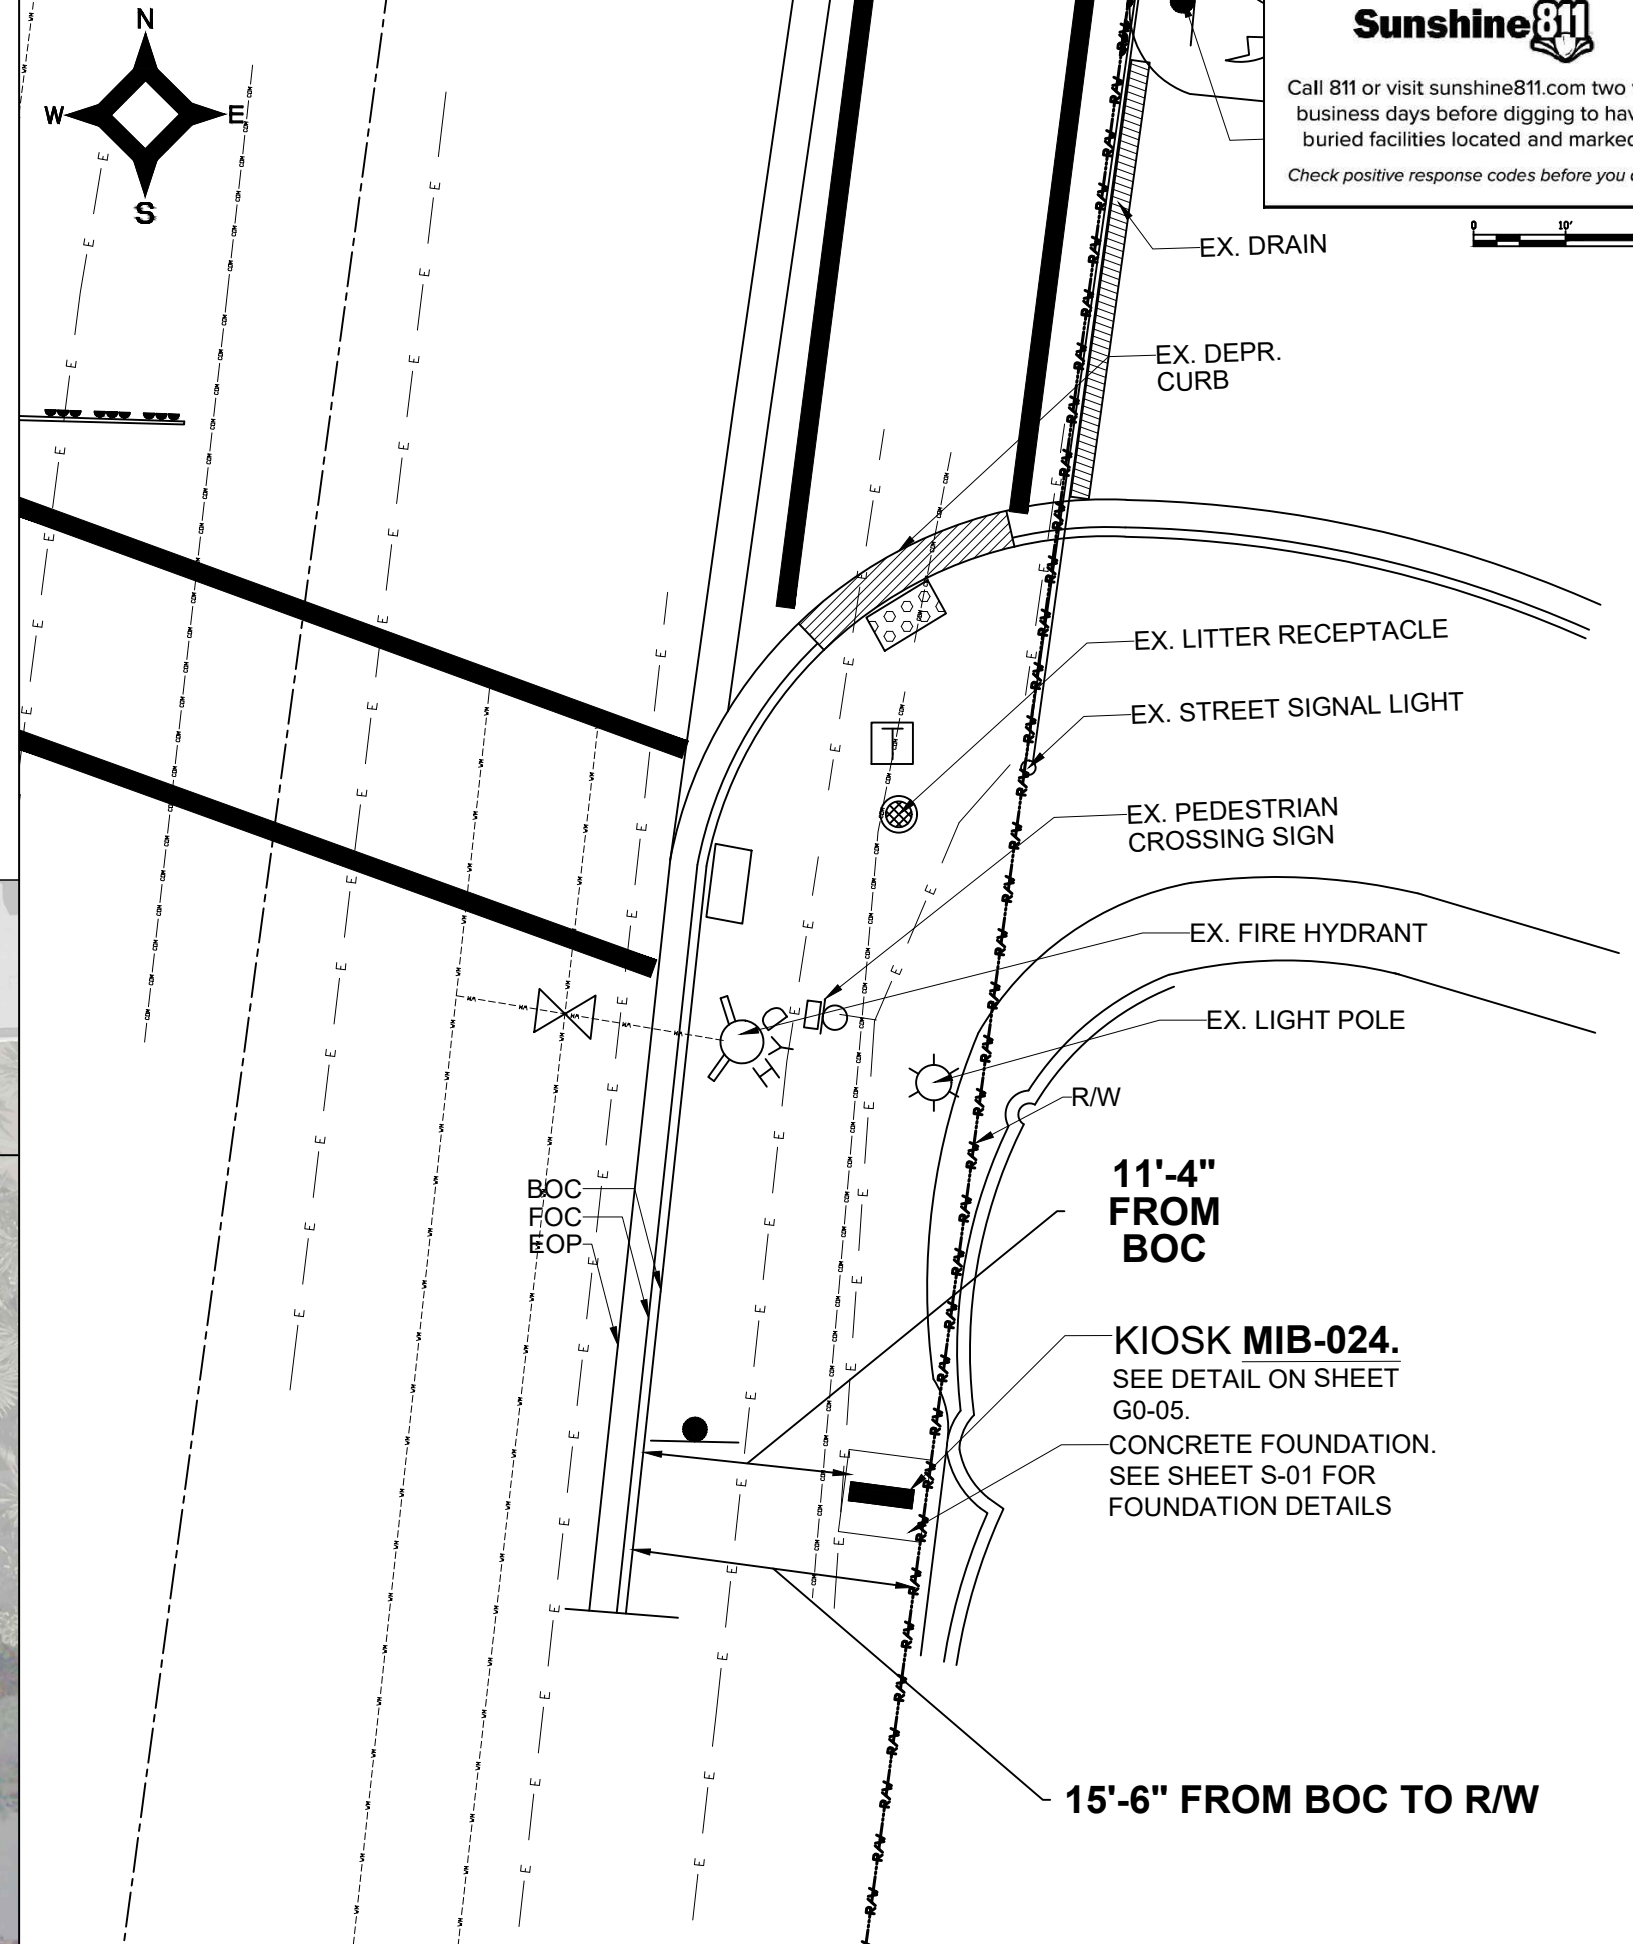 N
W
E
S
Sunshine 811
Call 811 or visit sunshine811.com two
business days before digging to
buried facilities located and marked
Check positive response codes before you
0 10'
EX. DRAIN
EX. DEPR.
CURB
EX. LITTER RECEPTACLE
EX. STREET SIGNAL LIGHT
T
EX. PEDESTRIAN
CROSSING SIGN
EX. FIRE HYDRANT
HYD
EX. LIGHT POLE
R/W
BOC
FOC
EOP
11'-4"
FROM
BOC
KIOSK MIB-024.
SEE DETAIL ON SHEET
G0-05.
CONCRETE FOUNDATION.
SEE SHEET S-01 FOR
FOUNDATION DETAILS
15'-6" FROM BOC TO R/W